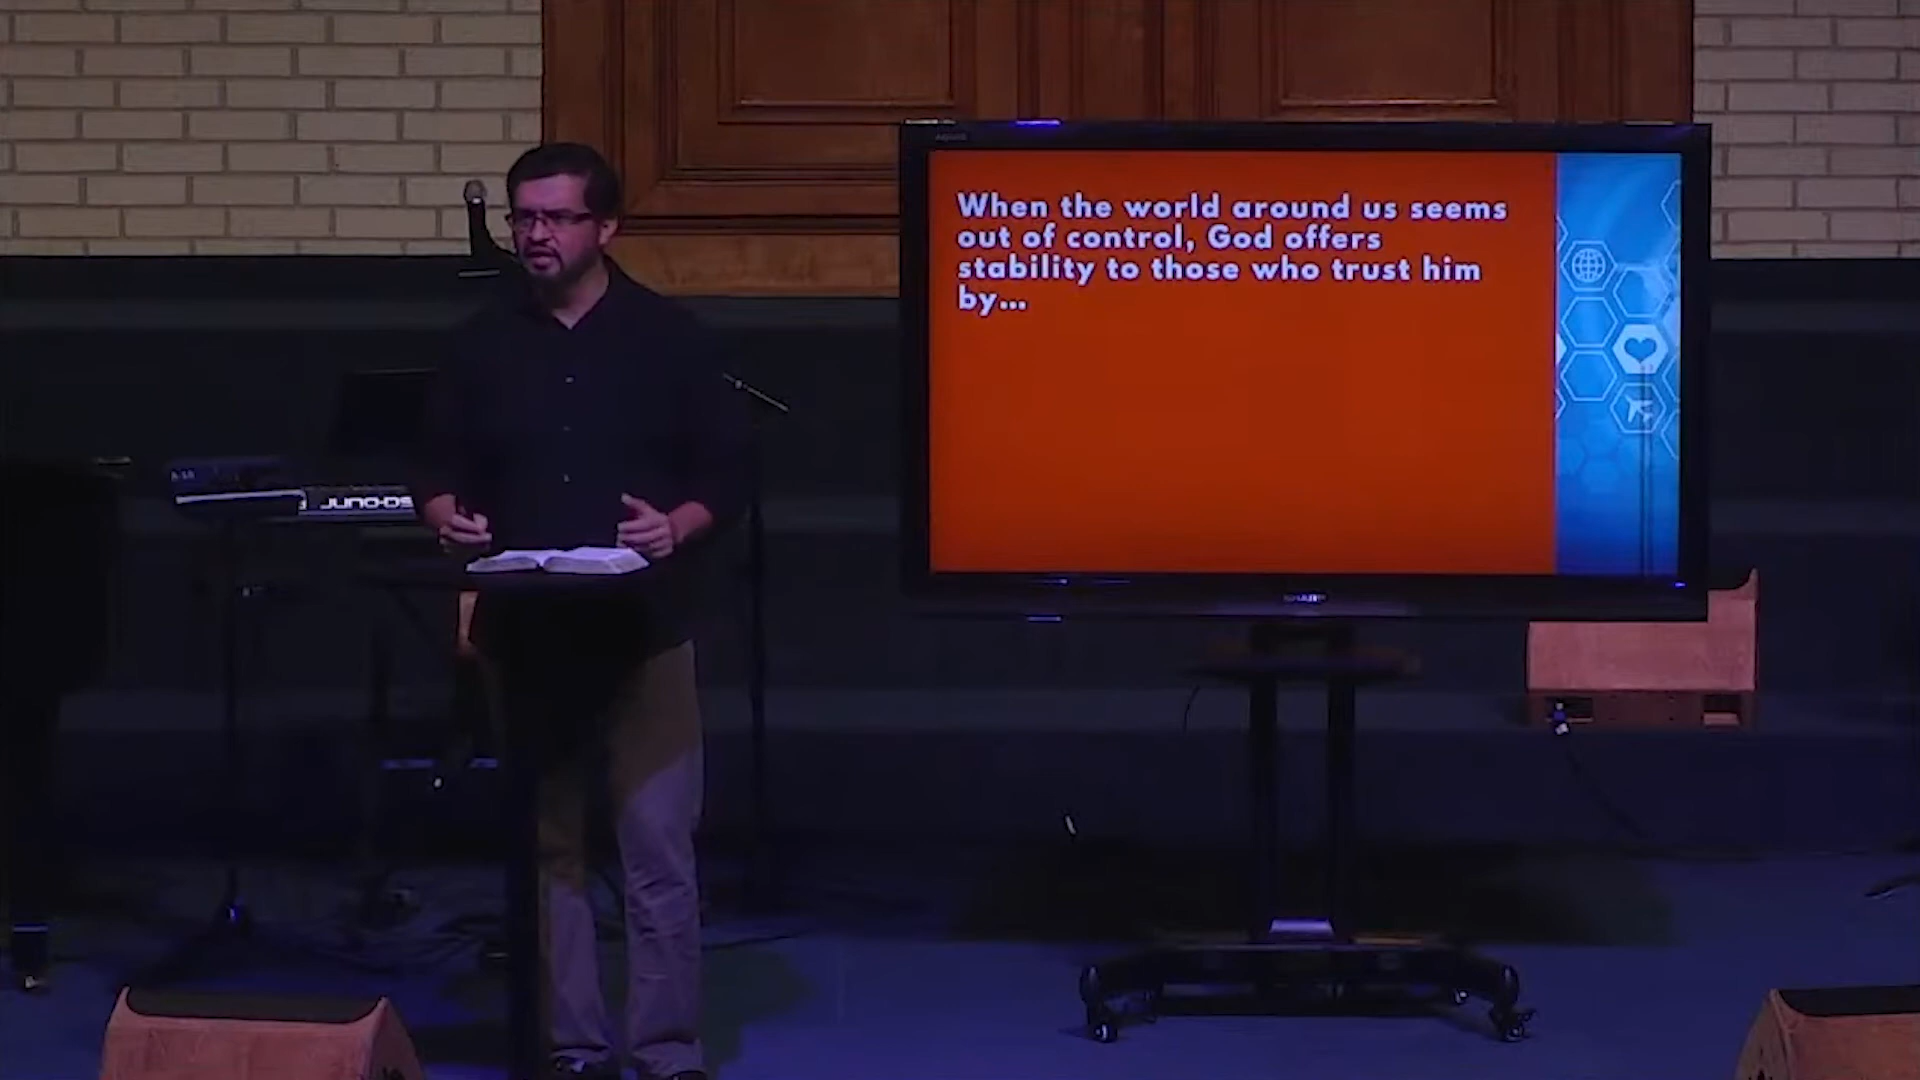 When the world around us seems
out of control, God offers
stability to those who trust him
by...
JUNO-DS
SHARP